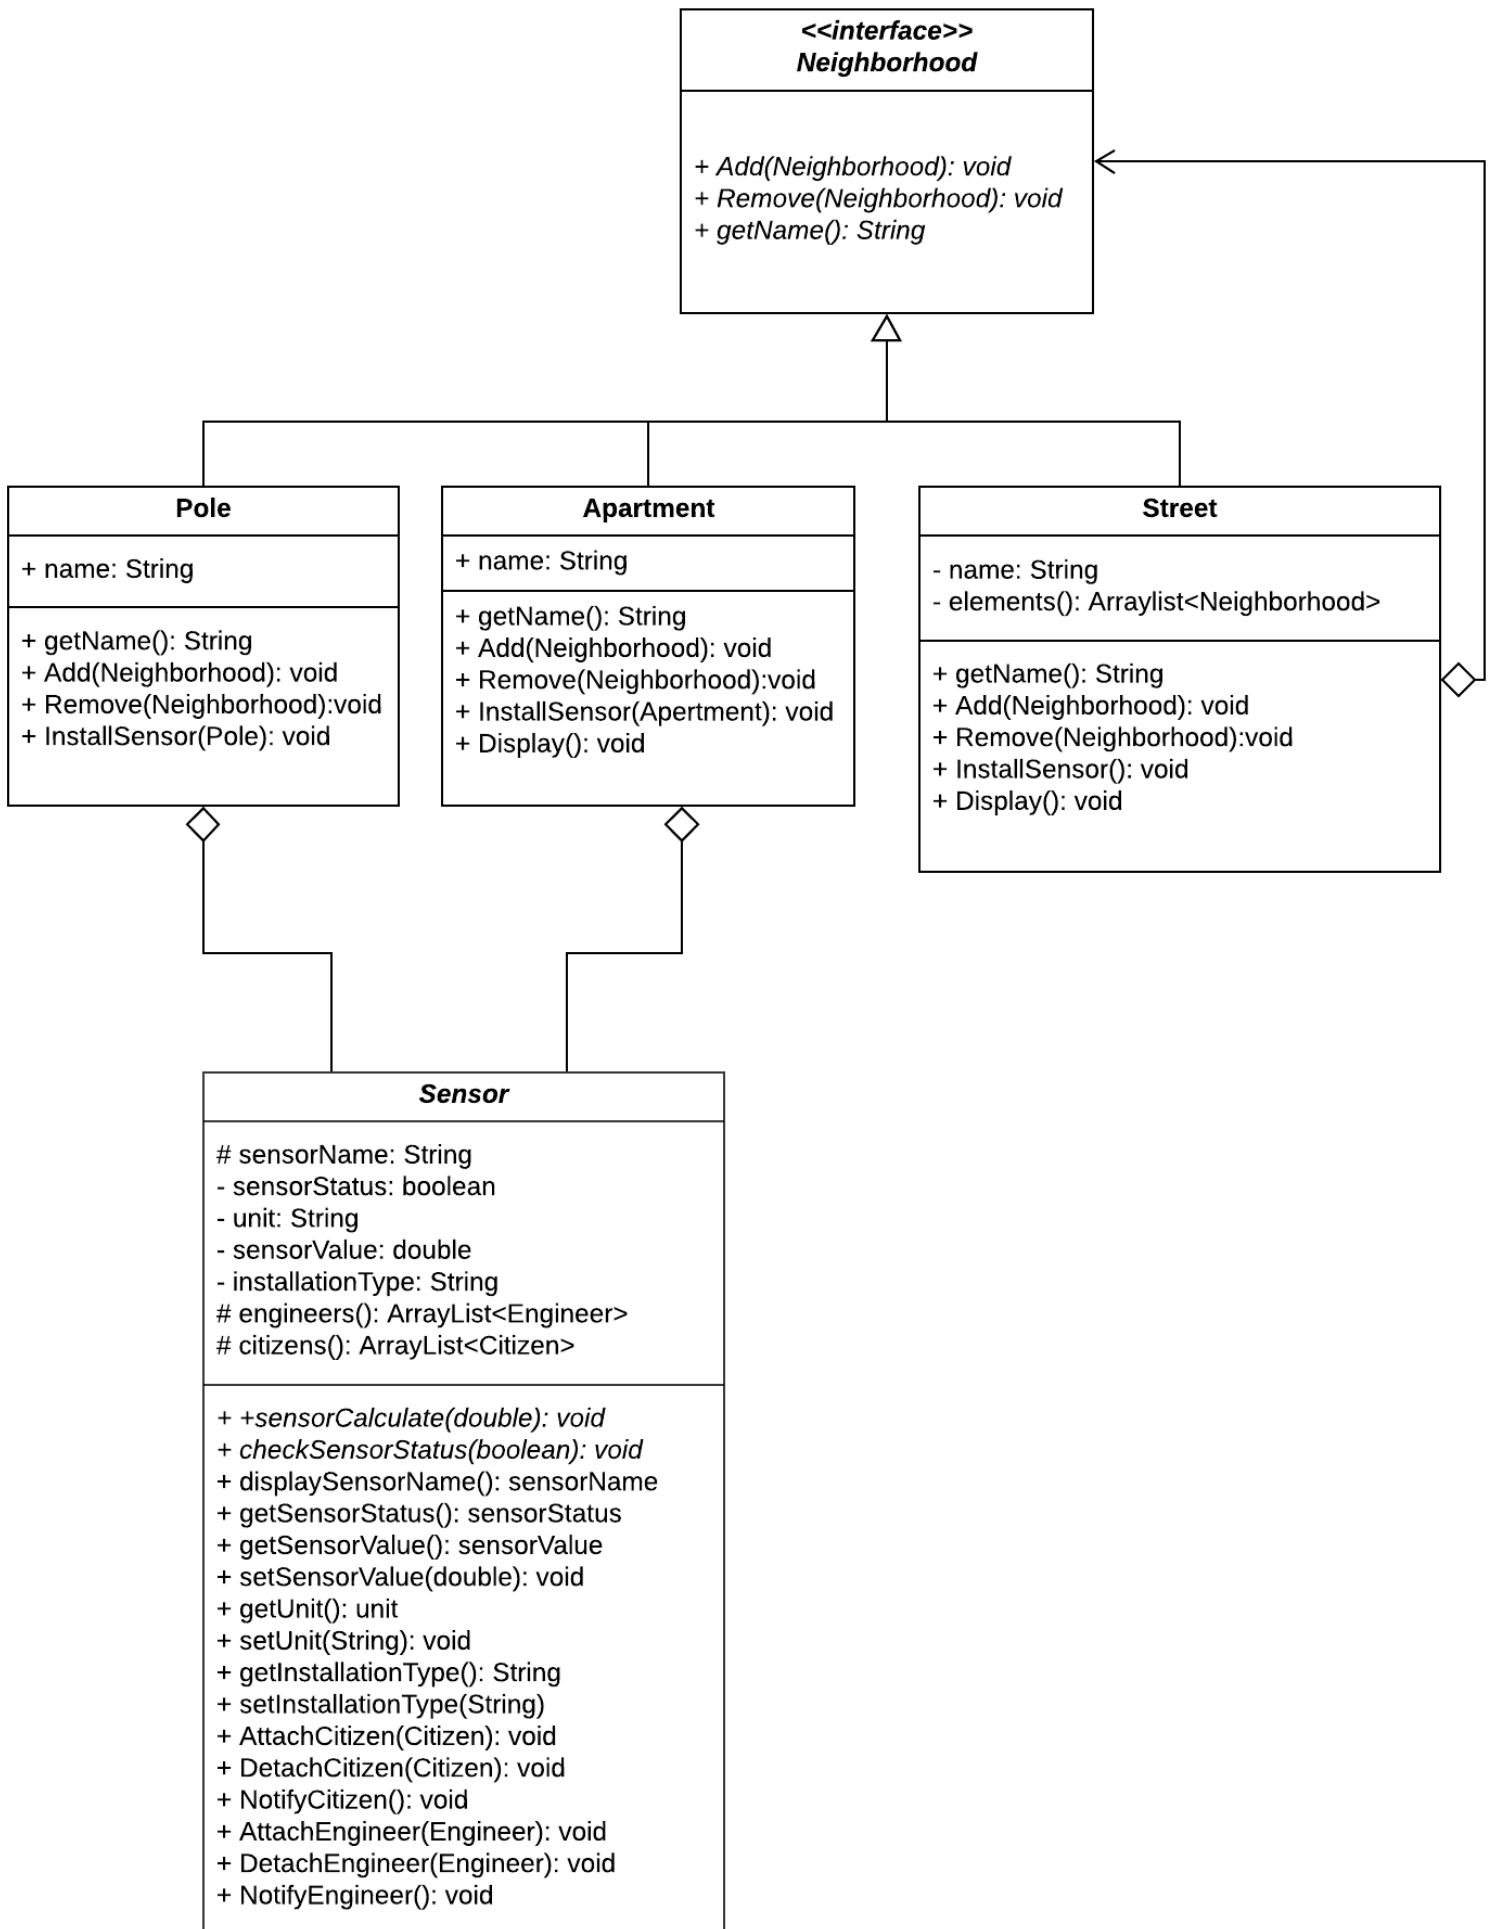 <<interface>>
Neighborhood
+ Add(Neighborhood): void
+ Remove(Neighborhood): void
+ getName(): String
Pole
+ name: String
+ getName(): String
+ Add(Neighborhood): void
+ Remove(Neighborhood):void
+ InstallSensor(Pole): void
Apartment
+ name: String
+ getName(): String
+ Add(Neighborhood): void
+ Remove(Neighborhood):void
+ InstallSensor(Apertment): void
+ Display(): void
Street
- name: String
- elements(): Arraylist<Neighborhood>
+ getName(): String
+ Add(Neighborhood): void
+ Remove(Neighborhood):void
+ InstallSensor(): void
+ Display(): void
Sensor
# sensorName: String
- sensorStatus: boolean
- unit: String
- sensorValue: double
- installationType: String
# engineers(): ArrayList<Engineer>
# citizens(): ArrayList<Citizen>
+ +sensorCalculate(double): void
+ checkSensorStatus(boolean): void
+ displaySensorName(): sensorName
+ getSensorStatus(): sensorStatus
+ getSensorValue(): sensorValue
+ setSensorValue(double): void
+ getUnit(): unit
+ setUnit(String): void
+ getInstallationType(): String
+ setInstallationType(String)
+ AttachCitizen(Citizen): void
+ DetachCitizen(Citizen): void
+ NotifyCitizen(): void
+ AttachEngineer(Engineer): void
+ DetachEngineer(Engineer): void
+ NotifyEngineer(): void